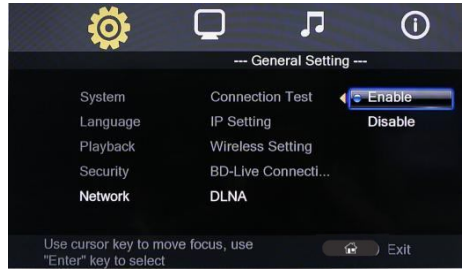 --- General Setting ---
System Connection Test Enable
Language IP Setting Disable
Playback Wireless Setting
Security BD-Live Connecti...
Network DLNA
Use cursor key to move focus, use
"Enter" key to select
Exit